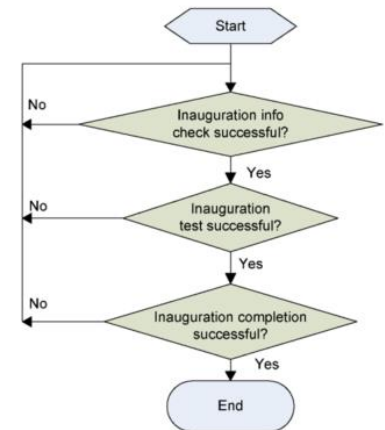 Start
No
Inauguration info
check successful?
Yes
No
Inauguration
test successful?
Yes
No
Inauguration completion
successful?
Yes
End